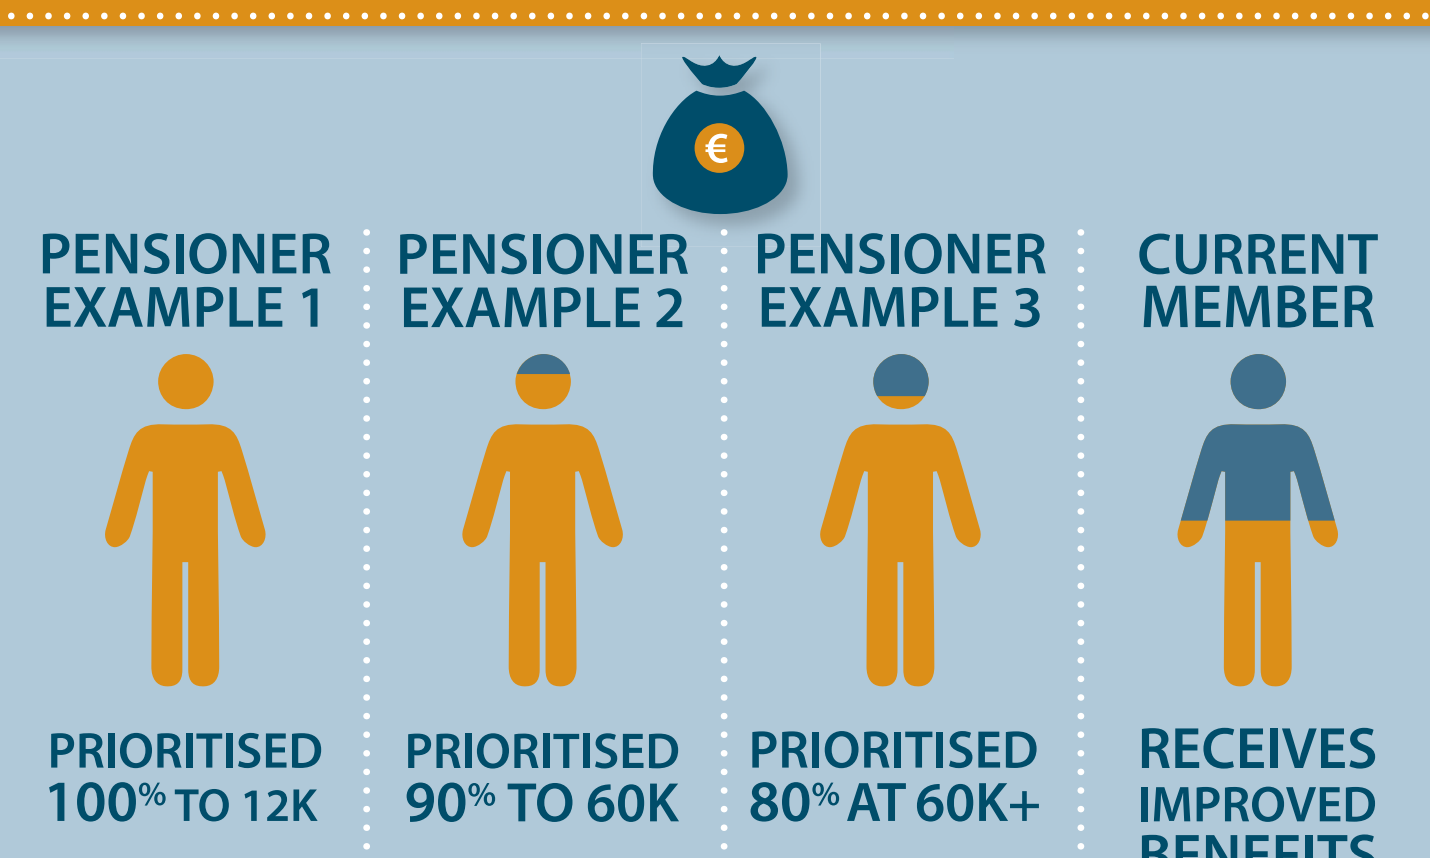 €
PENSIONER
EXAMPLE 1
PRIORITISED
100% TO 12K
PENSIONER
EXAMPLE 2
PRIORITISED
90% TO 60K
PENSIONER
EXAMPLE 3
PRIORITISED
80% AT 60K+
CURRENT
MEMBER
RECEIVES
IMPROVED
BENEFITS